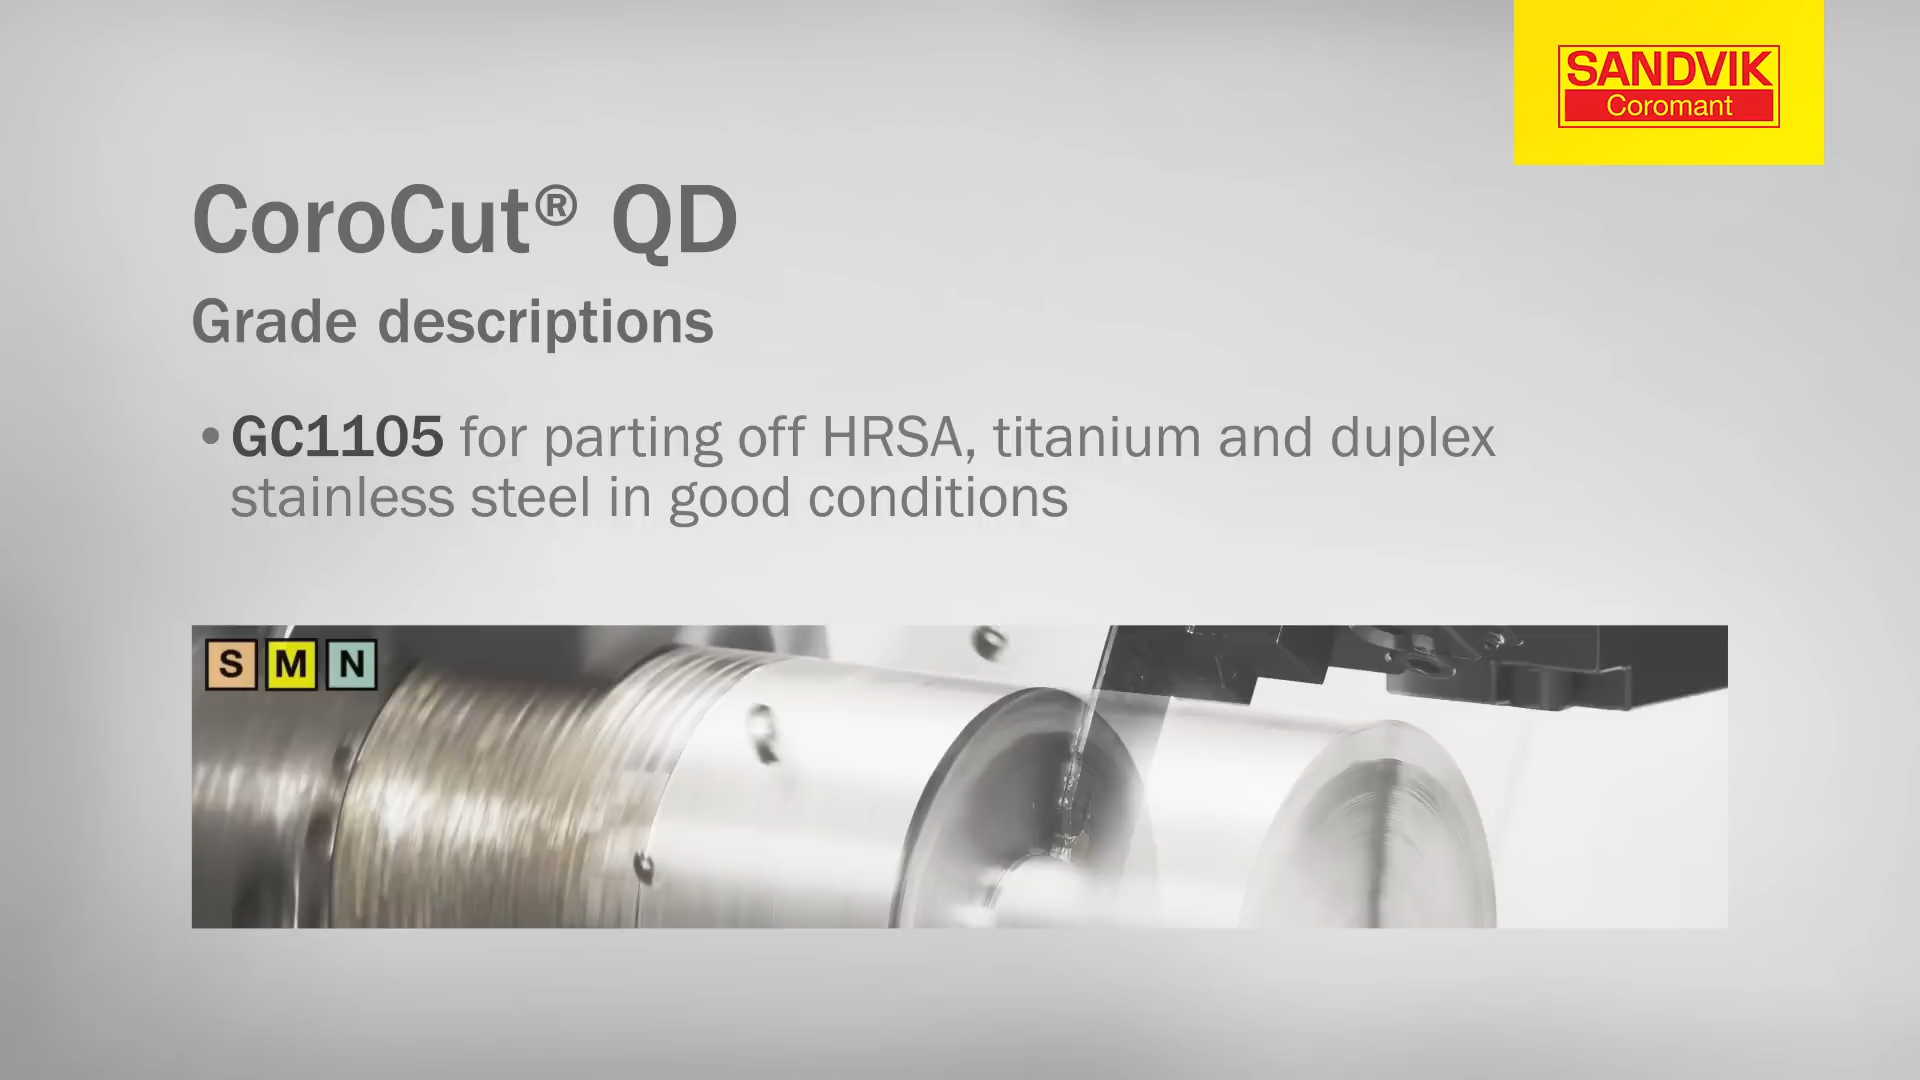 SANDVIK
Coromant
CoroCut® QD
Grade descriptions
• GC1105 for parting off HRSA, titanium and duplex
stainless steel in good conditions
S M N